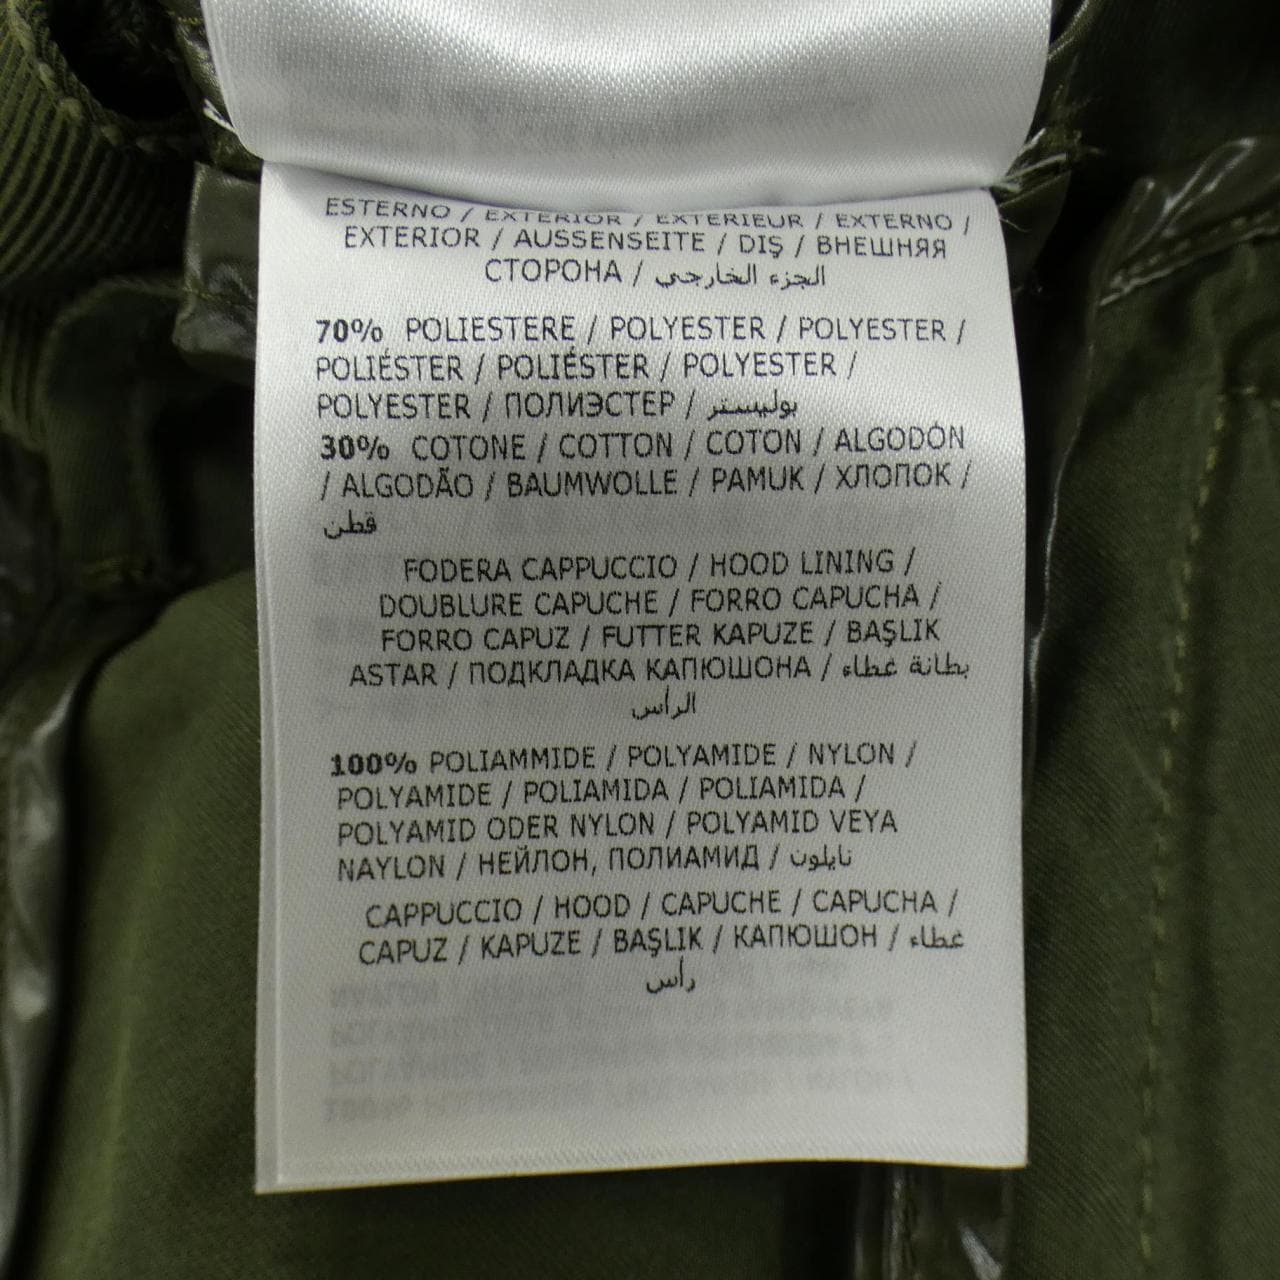 ESTERNO / EXTERIOR / EXTERIEUR / EXTERNO /
EXTERIOR / AUSSENSEITE / DIŞ / ВНЕШНЯЯ
СТОРОНА / الجزء الخارجي
70% POLIESTERE / POLYESTER / POLYESTER /
POLIÉSTER / POLIÉSTER / POLYESTER /
POLYESTER / ПОЛИЭСТЕР / بوليستر
30% COTONE / COTTON / COTON / ALGODÓN
/ ALGODÃO / BAUMWOLLE / PAMUK / ХЛОПОК /
قطن
FODERA CAPPUCCIO / HOOD LINING /
DOUBLURE CAPUCHE / FORRO CAPUCHA /
FORRO CAPUZ / FUTTER KAPUZE / BAŞLIK
ASTAR / ПОДКЛАДКА КАПЮШОНА / بطانة غطاء
الرأس
100% POLIAMMIDE / POLYAMIDE / NYLON /
POLYAMIDE / POLIAMIDA / POLIAMIDA /
POLYAMID ODER NYLON / POLYAMID VEYA
NAYLON / НЕЙЛОН, ПОЛИАМИД / نايلون
CAPPUCCIO / HOOD / CAPUCHE / CAPUCHA /
CAPUZ / KAPUZE / BAŞLIK / КАПЮШОН / غطاء
رأس